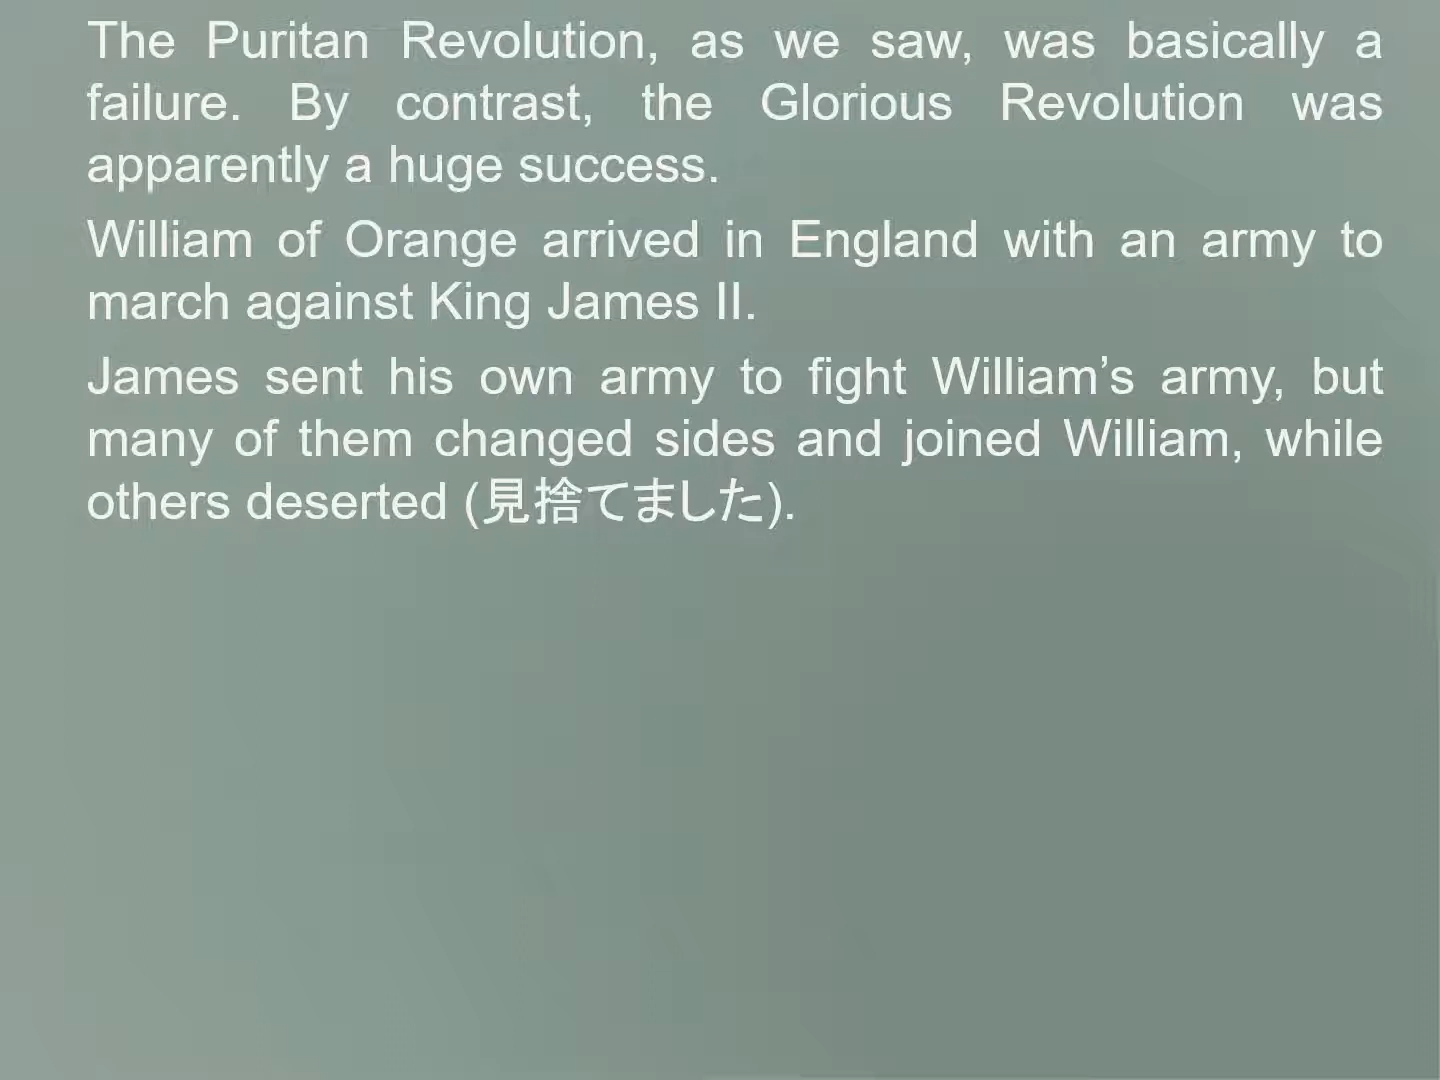 The Puritan Revolution, as we saw, was basically a
failure. By contrast, the Glorious Revolution was
apparently a huge success.
William of Orange arrived in England with an army to
march against King James II.
James sent his own army to fight William’s army, but
many of them changed sides and joined William, while
others deserted (見捨てました).